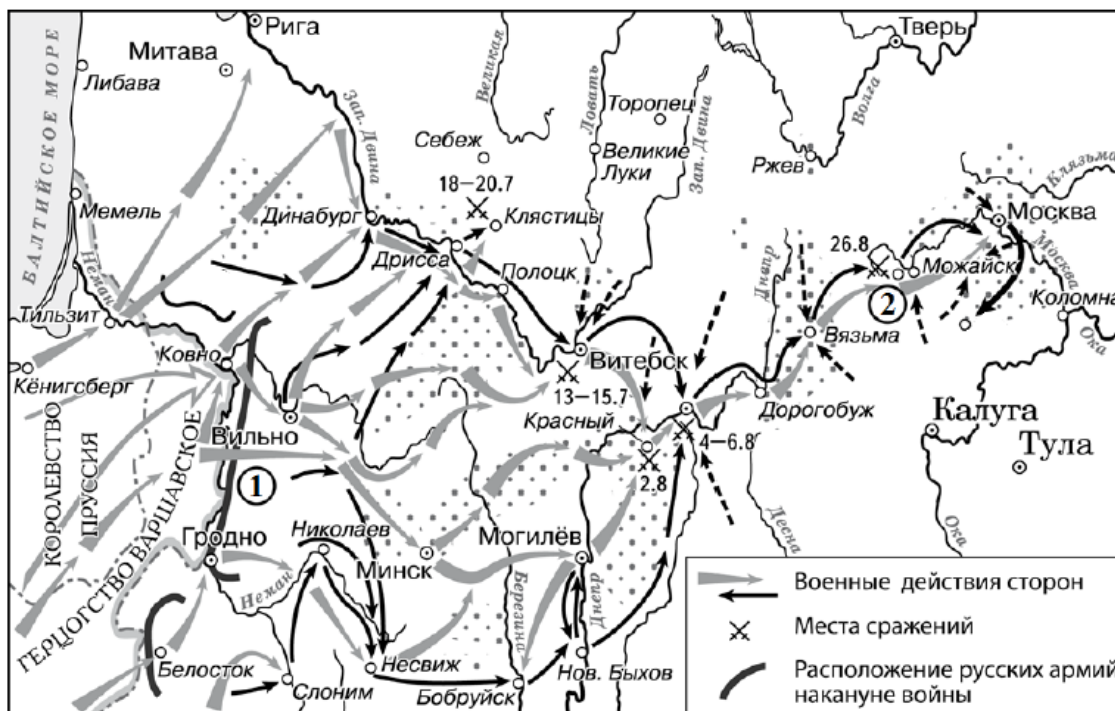 Рига
Тверь
Митава
Либава
Великая
Ловать
Торопец
Зап. Двина
Волга
БАЛТИЙСКОЕ МОРЕ
Зап. Двина
Себеж
Великие
Луки
Ржев
Клязьма
18–20.7
Мемель
Динабург
Клястицы
Москва
26.8
Москва
Неман
Дрисса
Полоцк
Днепр
Можайск
2
Коломна
Тильзит
Ковно
Витебск
Вязьма
Ока
Кёнигсберг
13–15.7
Дорогобуж
Вильно
Красный
Калуга
4–6.8
Тула
КОРОЛЕВСТВО
ПРУССИЯ
1
2.8
ГЕРЦОГСТВО ВАРШАВСКОЕ
Николаев
Могилёв
Десна
Ока
Гродно
Минск
Неман
Березина
Днепр
Белосток
Несвиж
Слоним
Бобруйск
Нов. Быхов
Военные действия сторон
Места сражений
Расположение русских армий
накануне войны